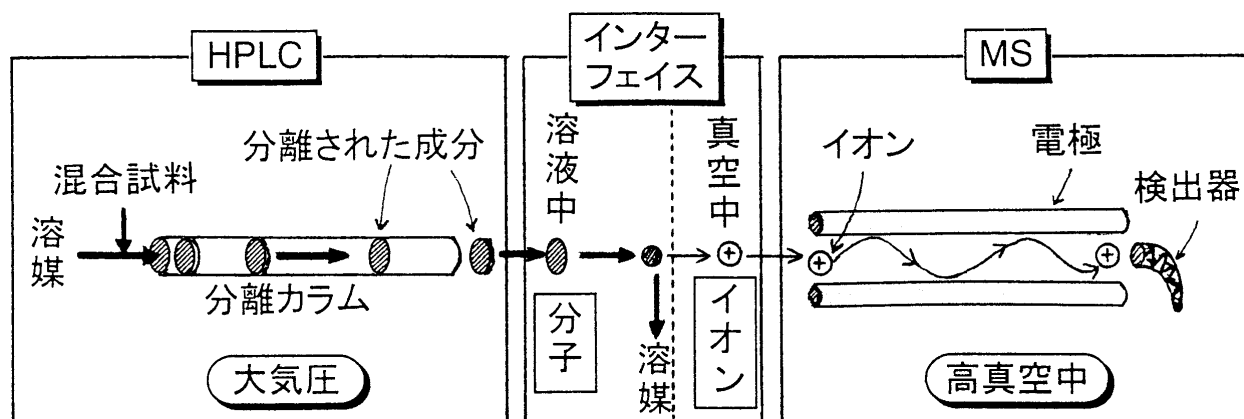 HPLC
混合試料
溶媒
分離された成分
分離カラム
大気圧
インター
フェイス
溶液中
真空中
分子
溶媒
イオン
MS
イオン
電極
検出器
高真空中